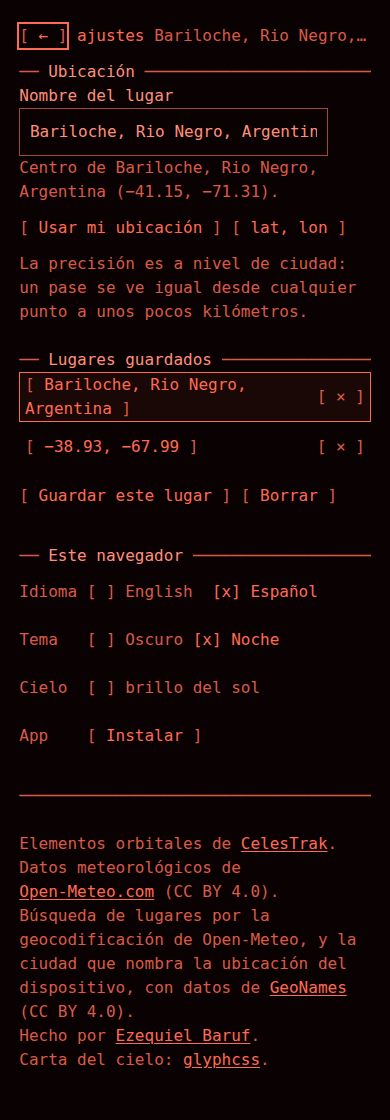 [ ← ] ajustes Bariloche, Rio Negro,…
Ubicación
Nombre del lugar
Bariloche, Rio Negro, Argentin
Centro de Bariloche, Rio Negro,
Argentina (−41.15, −71.31).
[ Usar mi ubicación ] [ lat, lon ]
La precisión es a nivel de ciudad:
un pase se ve igual desde cualquier
punto a unos pocos kilómetros.
Lugares guardados
[ Bariloche, Rio Negro,
Argentina ] [ × ]
[ −38.93, −67.99 ] [ × ]
[ Guardar este lugar ] [ Borrar ]
Este navegador
Idioma [ ] English [x] Español
Tema [ ] Oscuro [x] Noche
Cielo [ ] brillo del sol
App [ Instalar ]
Elementos orbitales de CelesTrak.
Datos meteorológicos de
Open-Meteo.com (CC BY 4.0).
Búsqueda de lugares por la
geocodificación de Open-Meteo, y la
ciudad que nombra la ubicación del
dispositivo, con datos de GeoNames
(CC BY 4.0).
Hecho por Ezequiel Baruf.
Carta del cielo: glyphcss.